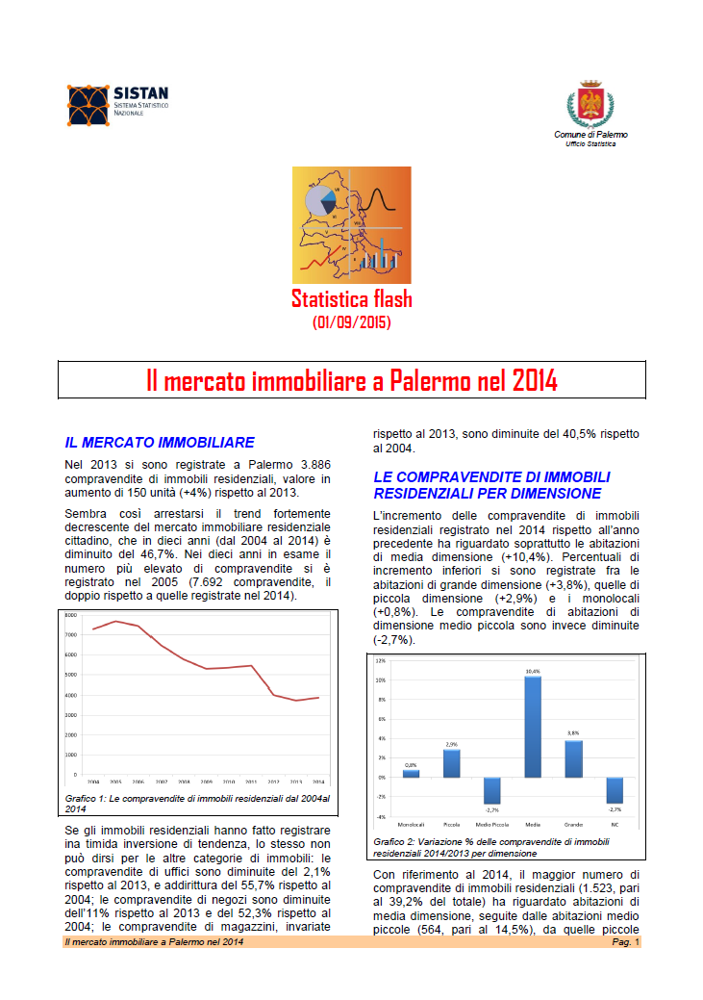 SISTAN
SISTEMA STATISTICO
NAZIONALE
Comune di Palermo
Ufficio Statistica
Statistica flash
(01/09/2015)
Il mercato immobiliare a Palermo nel 2014
IL MERCATO IMMOBILIARE
Nel 2013 si sono registrate a Palermo 3.886
compravendite di immobili residenziali, valore in
aumento di 150 unità (+4%) rispetto al 2013.
Sembra così arrestarsi il trend fortemente
decrescente del mercato immobiliare residenziale
cittadino, che in dieci anni (dal 2004 al 2014) è
diminuito del 46,7%. Nei dieci anni in esame il
numero più elevato di compravendite si è
registrato nel 2005 (7.692 compravendite, il
doppio rispetto a quelle registrate nel 2014).
8000
7000
6000
5000
4000
3000
2000
1000
0
2004 2005 2006 2007 2008 2009 2010 2011 2012 2013 2014
Grafico 1: Le compravendite di immobili residenziali dal 2004al
2014
Se gli immobili residenziali hanno fatto registrare
ina timida inversione di tendenza, lo stesso non
può dirsi per le altre categorie di immobili: le
compravendite di uffici sono diminuite del 2,1%
rispetto al 2013, e addirittura del 55,7% rispetto al
2004; le compravendite di negozi sono diminuite
dell'11% rispetto al 2013 e del 52,3% rispetto al
2004; le compravendite di magazzini, invariate
rispetto al 2013, sono diminuite del 40,5% rispetto
al 2004.
LE COMPRAVENDITE DI IMMOBILI
RESIDENZIALI PER DIMENSIONE
L'incremento delle compravendite di immobili
residenziali registrato nel 2014 rispetto all'anno
precedente ha riguardato soprattutto le abitazioni
di media dimensione (+10,4%). Percentuali di
incremento inferiori si sono registrate fra le
abitazioni di grande dimensione (+3,8%), quelle di
piccola dimensione (+2,9%) e i monolocali
(+0,8%). Le compravendite di abitazioni di
dimensione medio piccola sono invece diminuite
(-2,7%).
12%
10%
8%
6%
4%
2%
0%
-2%
-4%
0,8%
2,9%
-2,7%
10,4%
3,8%
-2,7%
Monolocali Piccola Medio Piccola Media Grande NC
Grafico 2: Variazione % delle compravendite di immobili
residenziali 2014/2013 per dimensione
Con riferimento al 2014, il maggior numero di
compravendite di immobili residenziali (1.523, pari
al 39,2% del totale) ha riguardato abitazioni di
media dimensione, seguite dalle abitazioni medio
piccole (564, pari al 14,5%), da quelle piccole
Il mercato immobiliare a Palermo nel 2014 Pag. 1